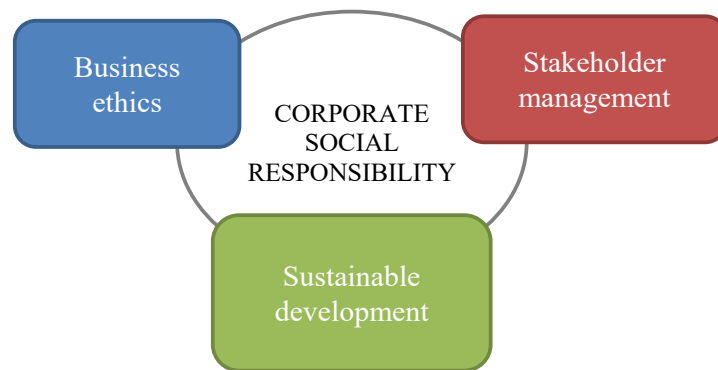 Business
ethics
Stakeholder
management
CORPORATE
SOCIAL
RESPONSIBILITY
Sustainable
development